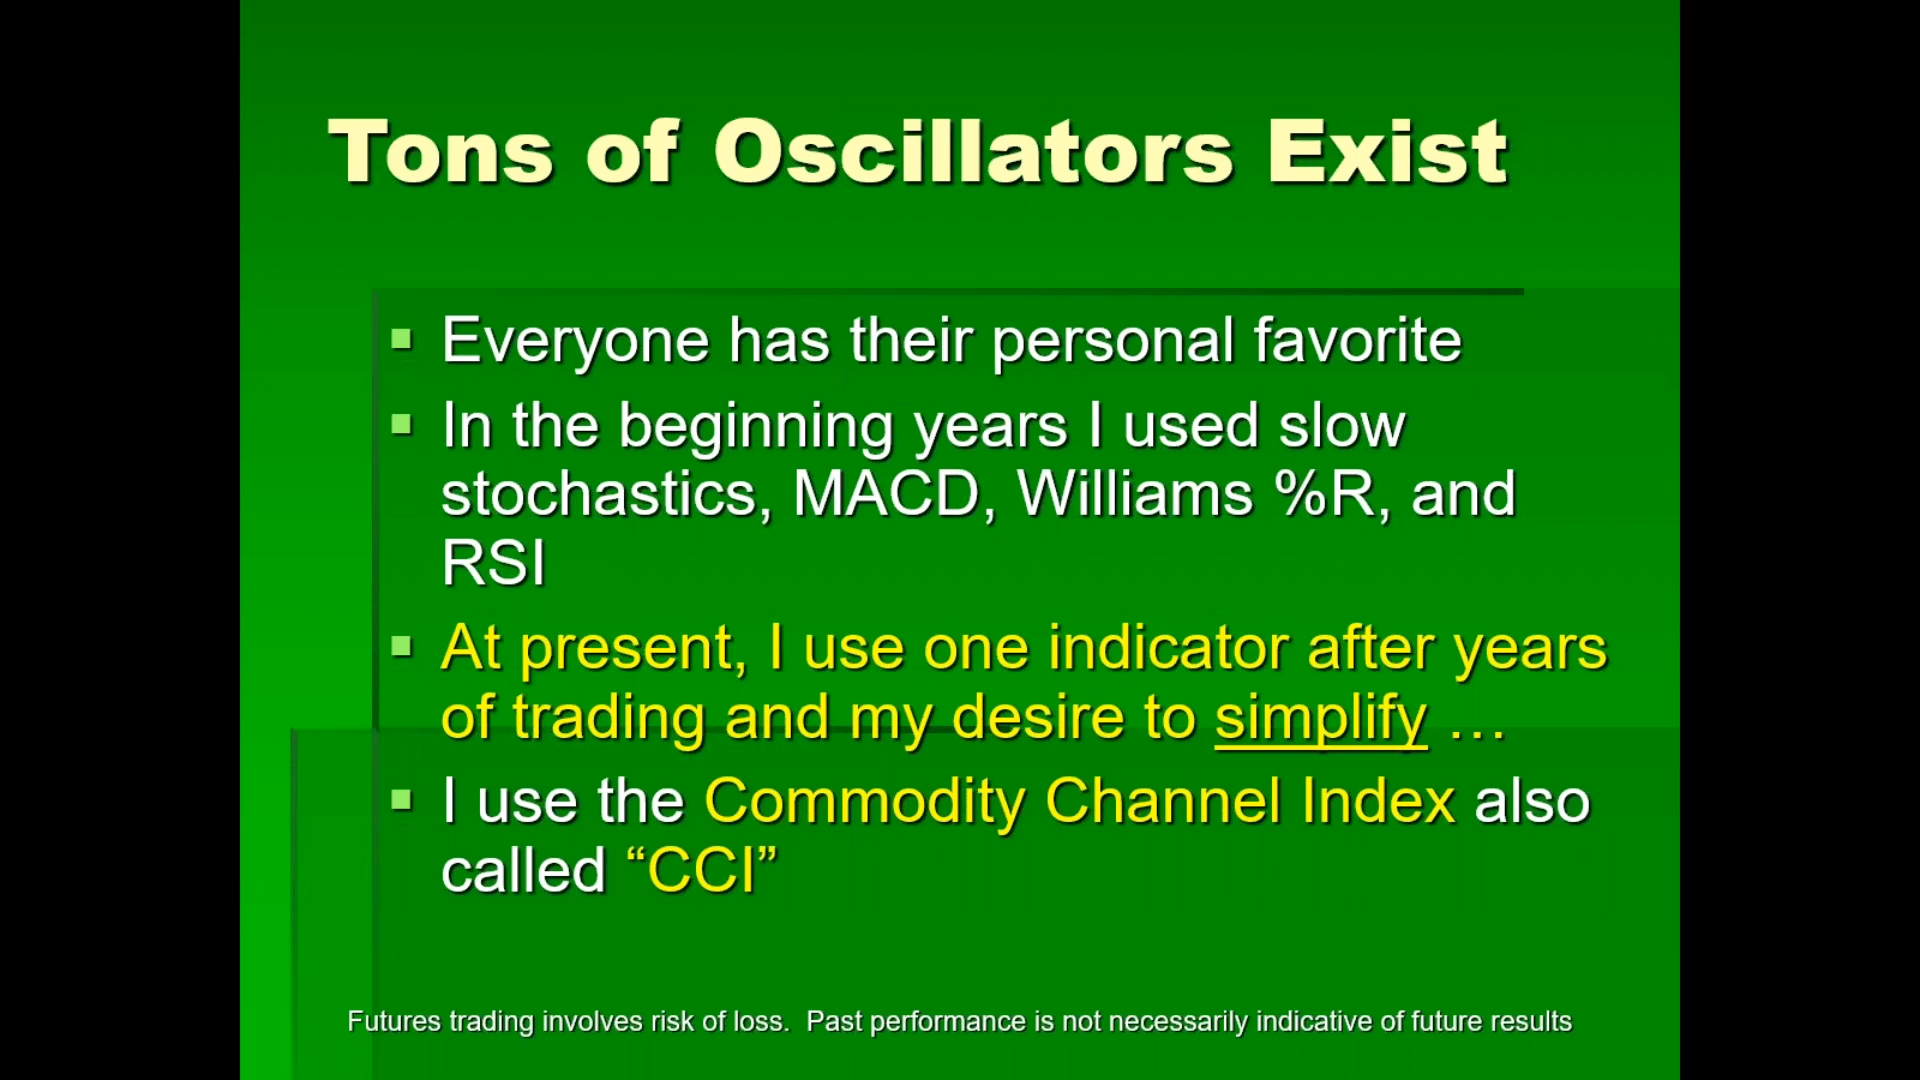 Tons of Oscillators Exist
Everyone has their personal favorite
In the beginning years I used slow
stochastics, MACD, Williams %R, and
RSI
At present, I use one indicator after years
of trading and my desire to simplify …
I use the Commodity Channel Index also
called “CCI”
Futures trading involves risk of loss.  Past performance is not necessarily indicative of future results